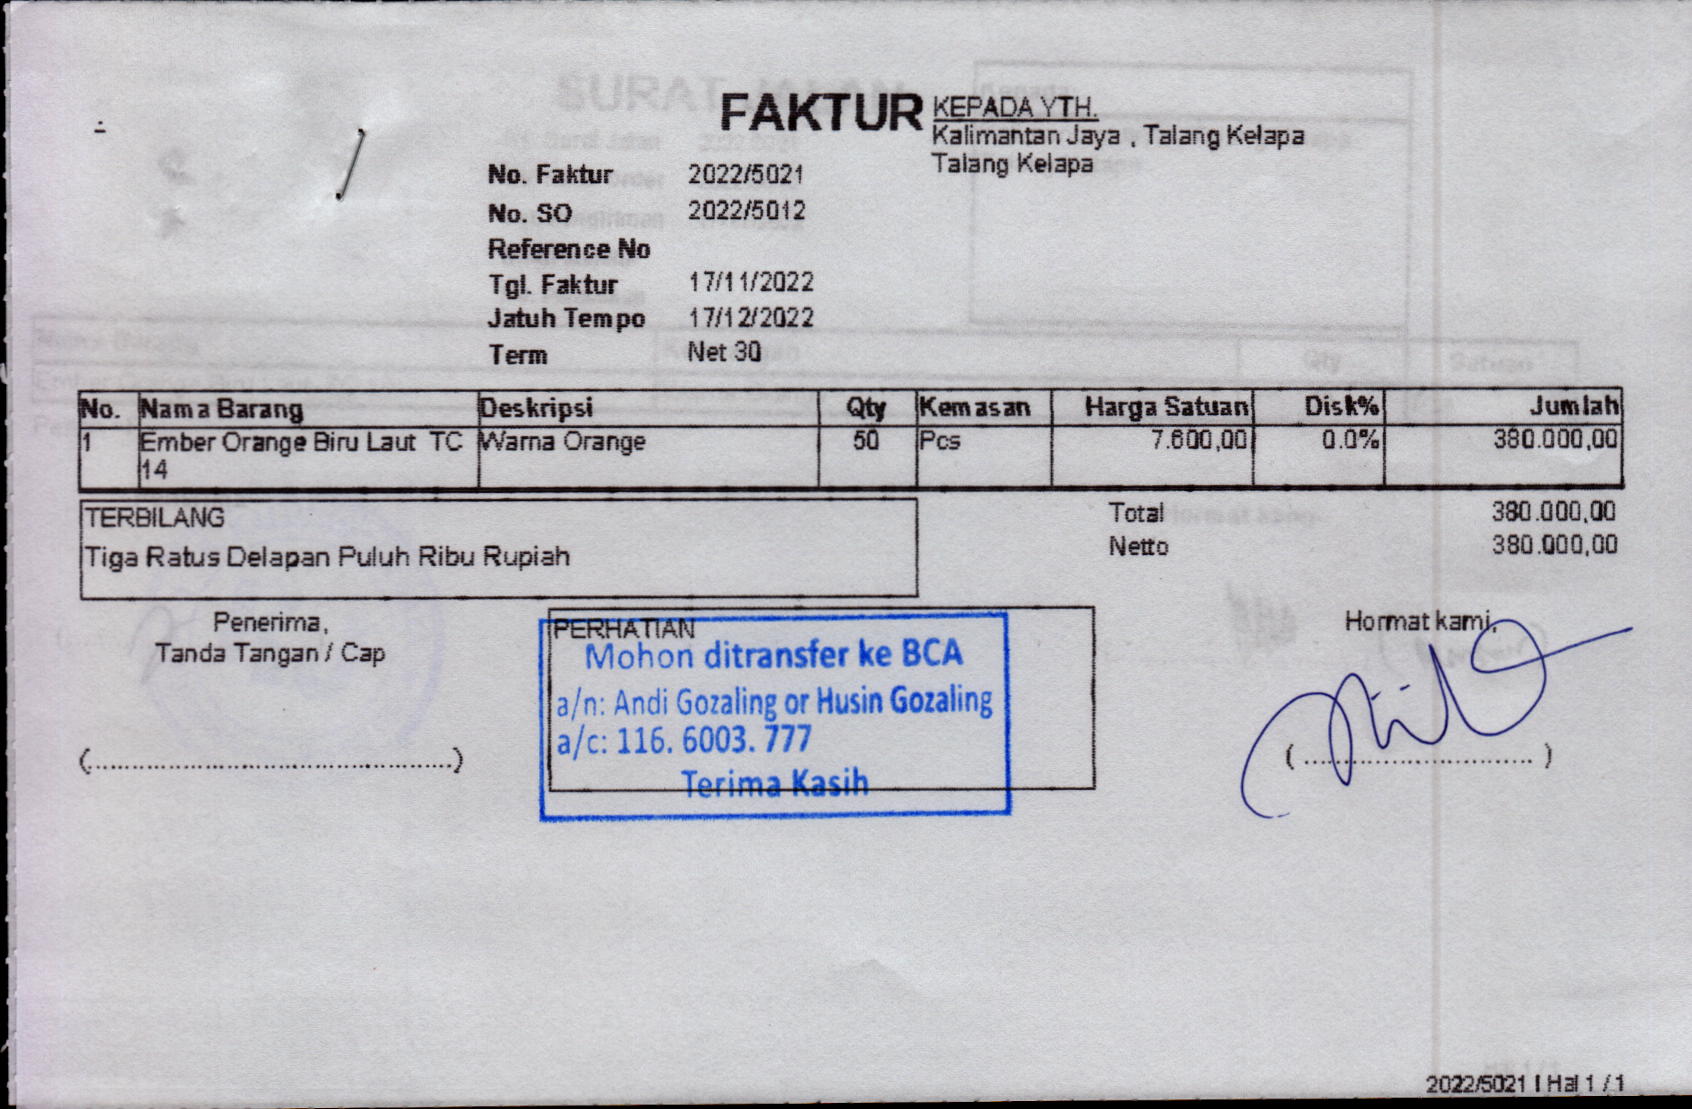 FAKTUR
KEPADA YTH.
Kalimantan Jaya , Talang Kelapa
Talang Kelapa
No. Faktur 2022/5021
No. SO 2022/5012
Reference No
Tgl. Faktur 17/11/2022
Jatuh Tempo 17/12/2022
Term Net 30
No. Nama Barang Deskripsi Qty Kemasan Harga Satuan Disk% Jumlah
1 Ember Orange Biru Laut TC Warna Orange 50 Pcs 7.600,00 0.0% 380.000,00
14
TERBILANG
Tiga Ratus Delapan Puluh Ribu Rupiah
Total 380.000,00
Netto 380.000,00
Penerima,
Tanda Tangan / Cap
(..............................................)
PERHATIAN
Mohon ditransfer ke BCA
a/n: Andi Gozaling or Husin Gozaling
a/c: 116. 6003. 777
Terima Kasih
Hormat kami,
(.............................)
2022/5021 | Hal 1 / 1